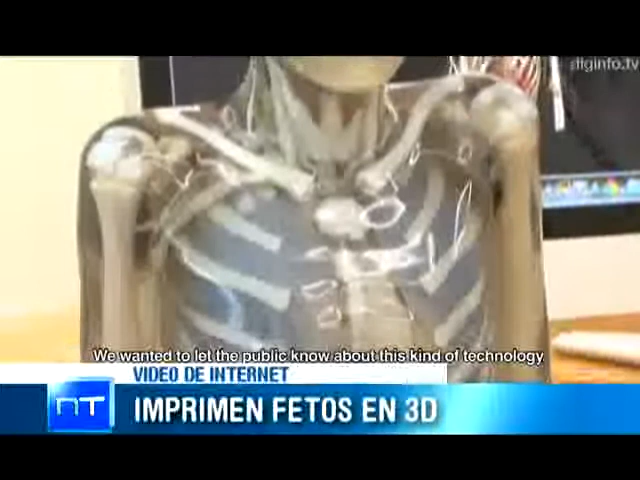 diginfo.tv
We wanted to let the public know about this kind of technology.
VIDEO DE INTERNET
nT
IMPRIMEN FETOS EN 3D